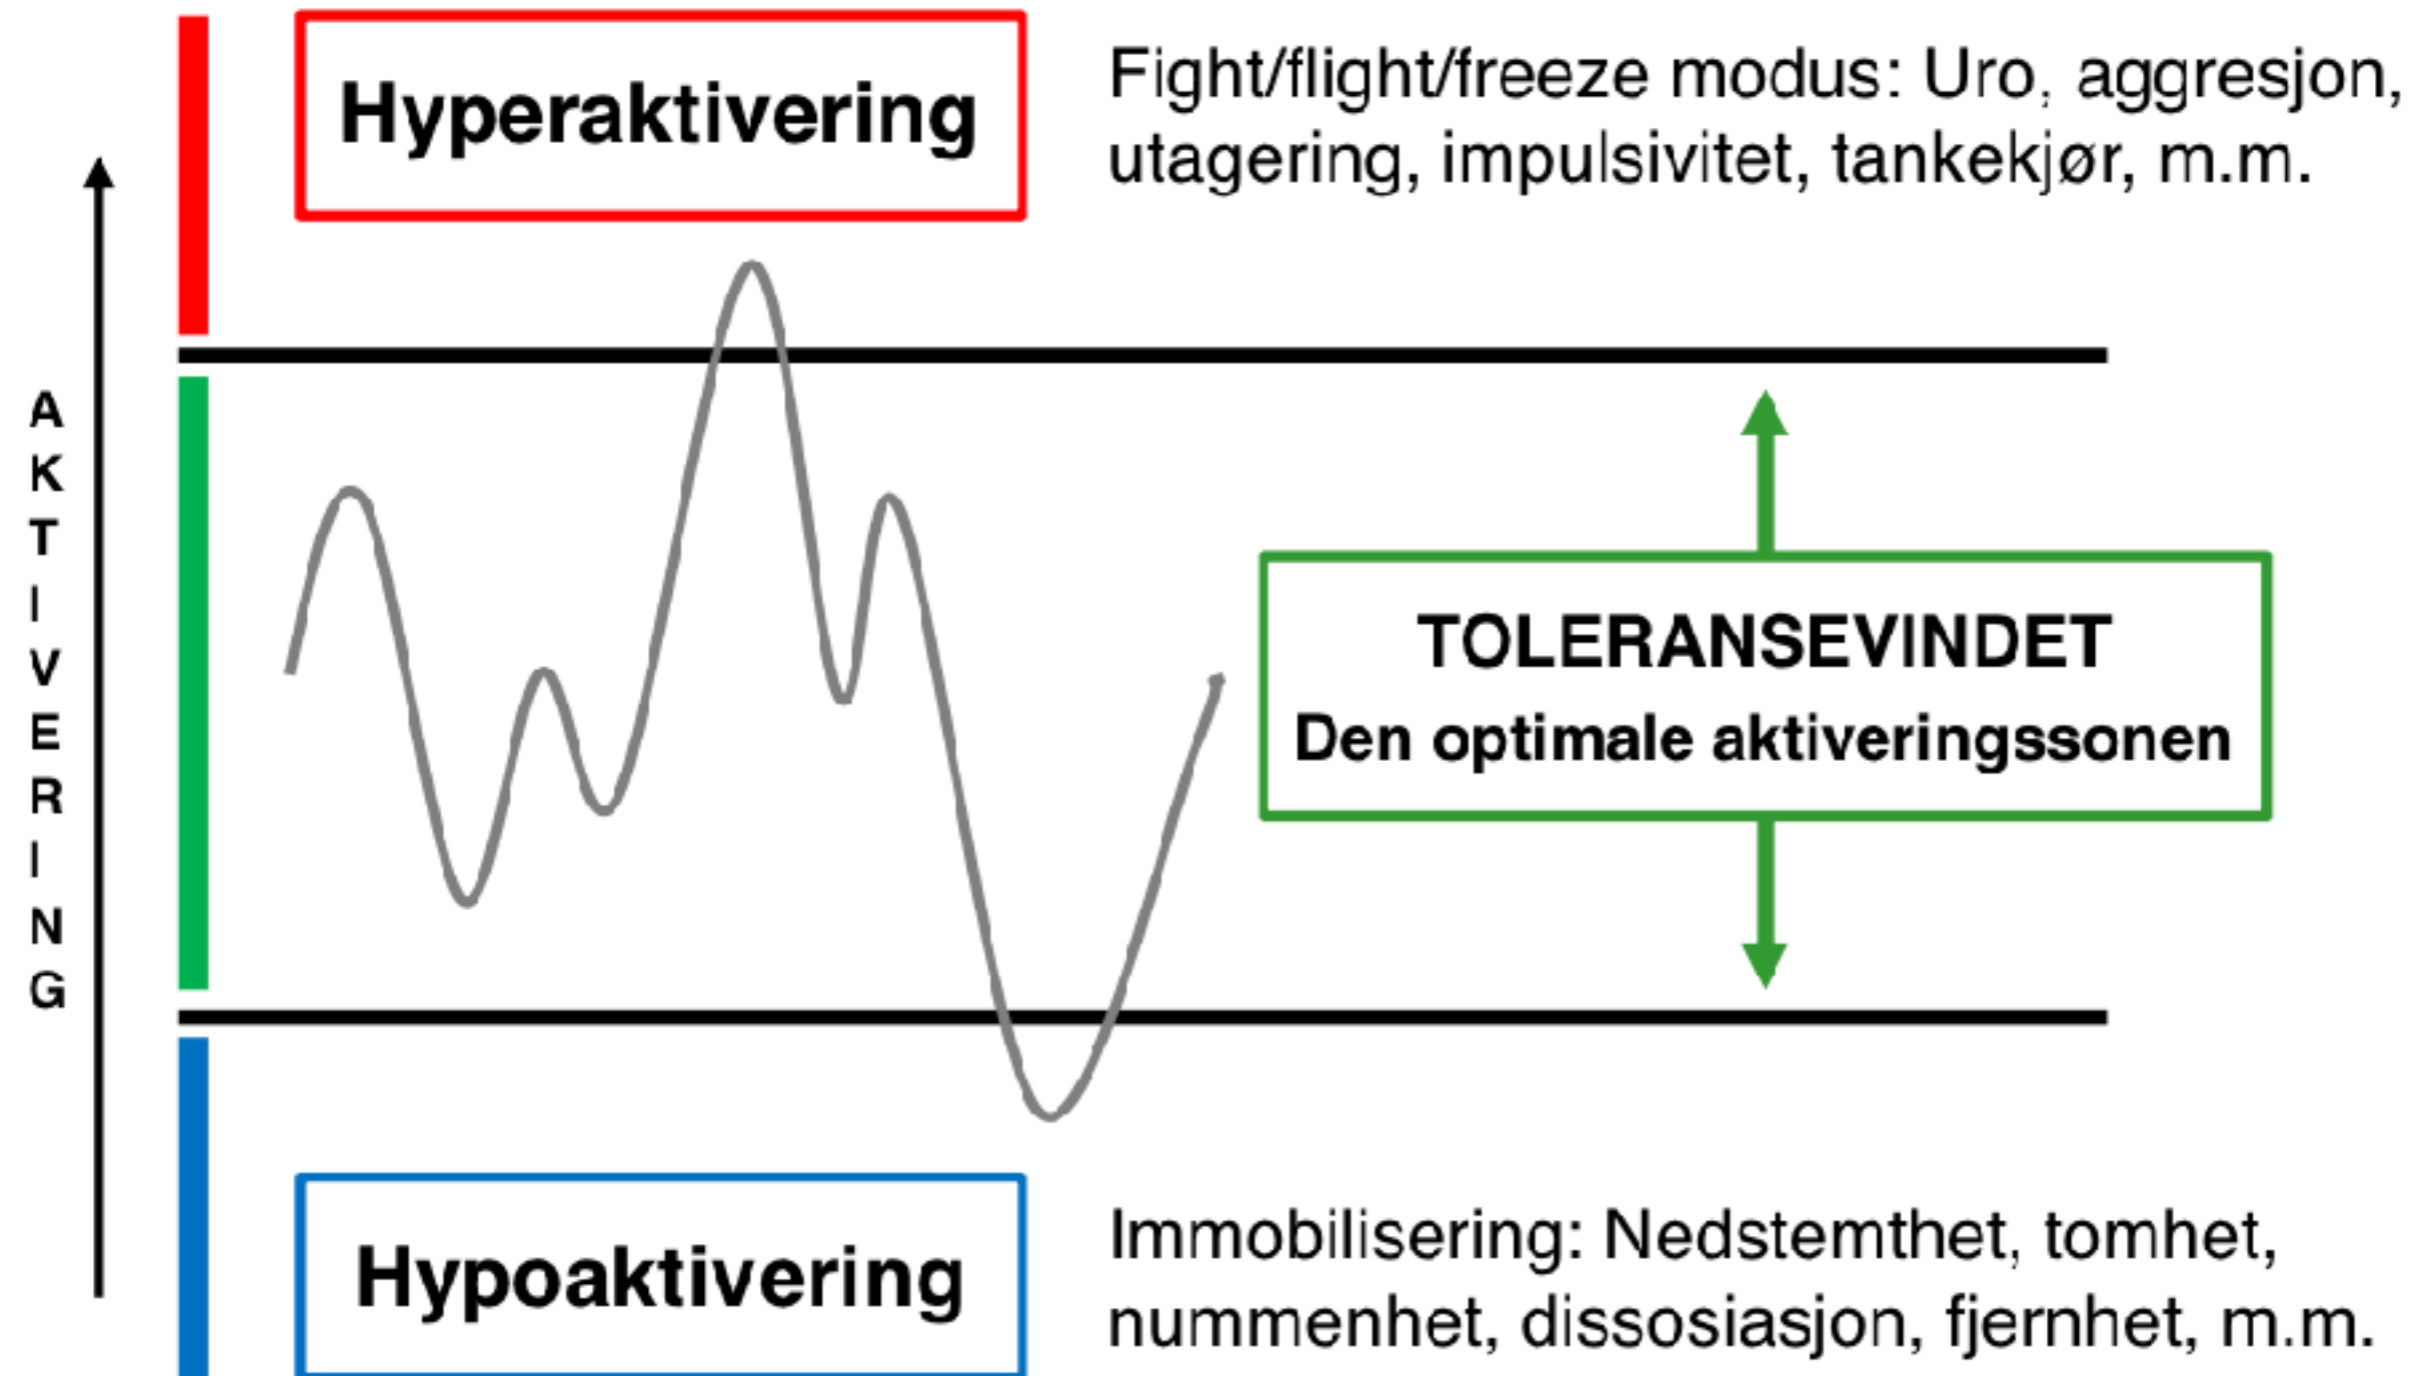 Hyperaktivering
Fight/flight/freeze modus: Uro, aggresjon,
utagering, impulsivitet, tankekjør, m.m.
AKTIVERING
TOLERANSEVINDET
Den optimale aktiveringssonen
Hypoaktivering
Immobilisering: Nedstemthet, tomhet,
nummenhet, dissosiasjon, fjernhet, m.m.